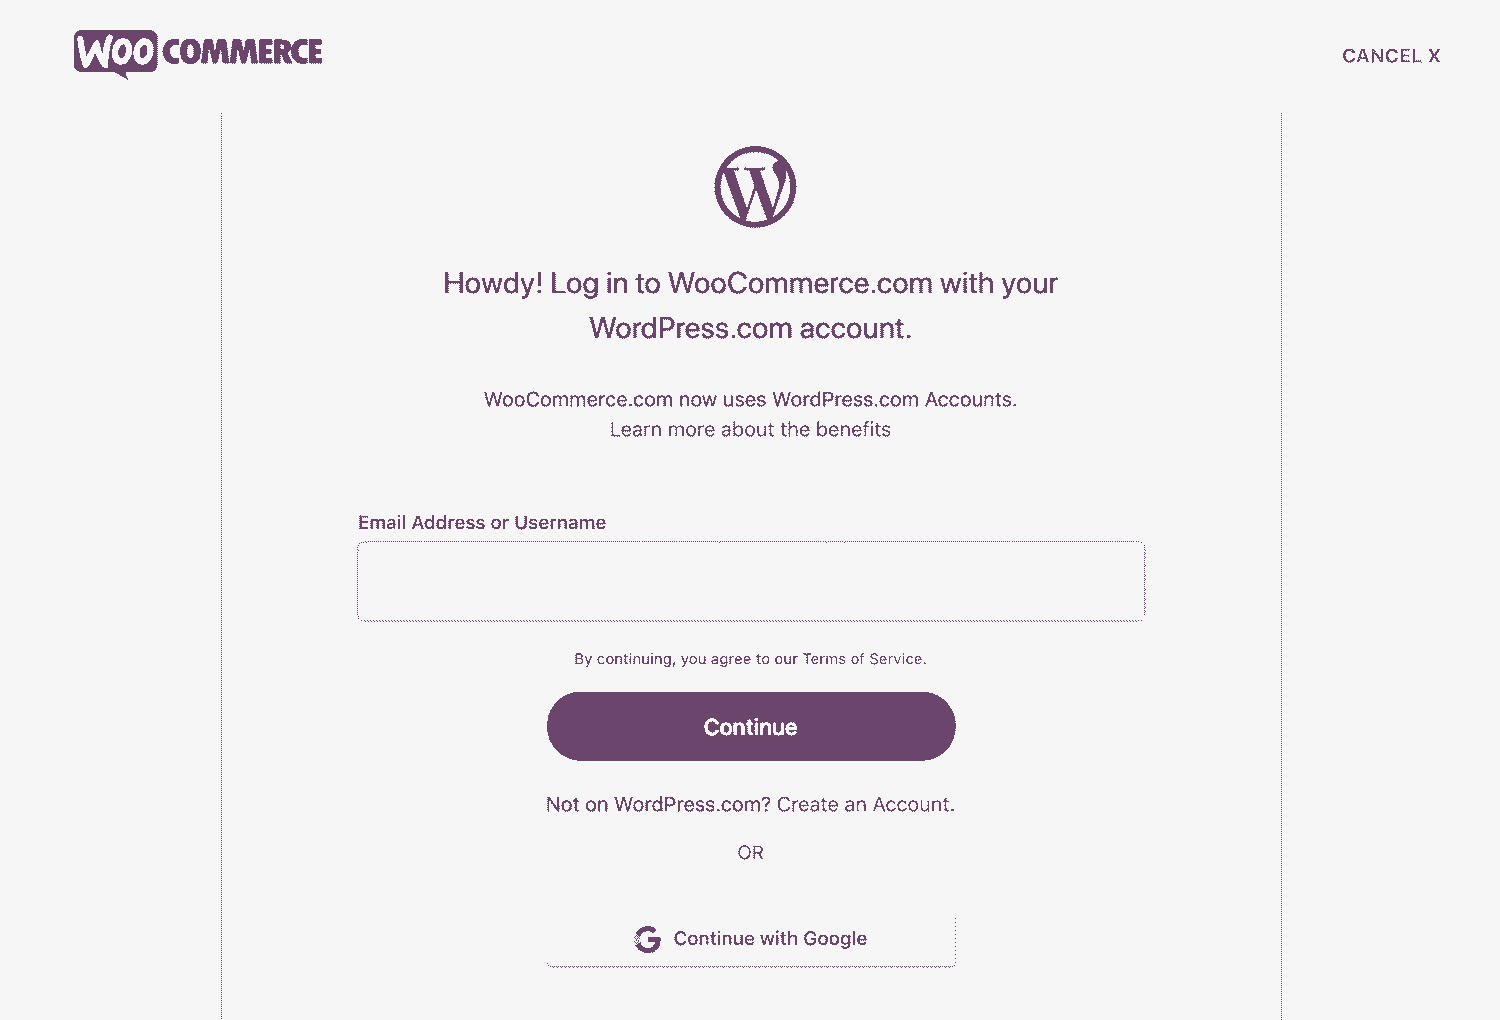 WOO COMMERCE
CANCEL X
Howdy! Log in to WooCommerce.com with your
WordPress.com account.
WooCommerce.com now uses WordPress.com Accounts.
Learn more about the benefits
Email Address or Username
By continuing, you agree to our Terms of Service.
Continue
Not on WordPress.com? Create an Account.
OR
Continue with Google